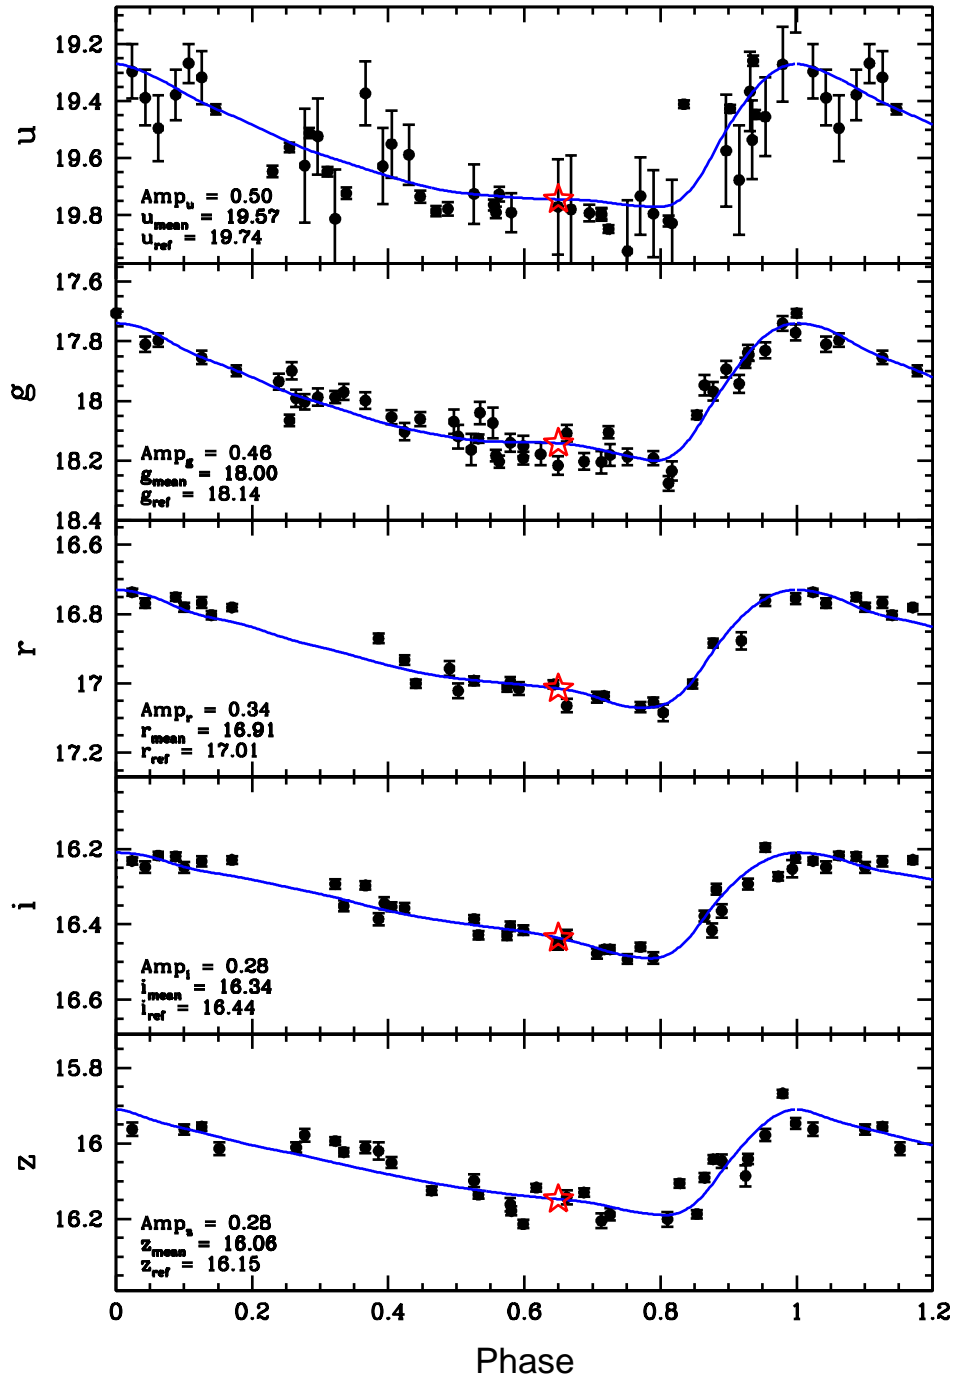 19.2
19.4
19.6
19.8
u
Amp_u = 0.50
u_mean = 19.57
u_ref = 19.74
17.6
17.8
18
18.2
18.4
g
Amp_g = 0.46
g_mean = 18.00
g_ref = 18.14
16.6
16.8
17
17.2
r
Amp_r = 0.34
r_mean = 16.91
r_ref = 17.01
16.2
16.4
16.6
i
Amp_i = 0.28
i_mean = 16.34
i_ref = 16.44
15.8
16
16.2
z
Amp_z = 0.28
z_mean = 16.06
z_ref = 16.15
0 0.2 0.4 0.6 0.8 1 1.2
Phase